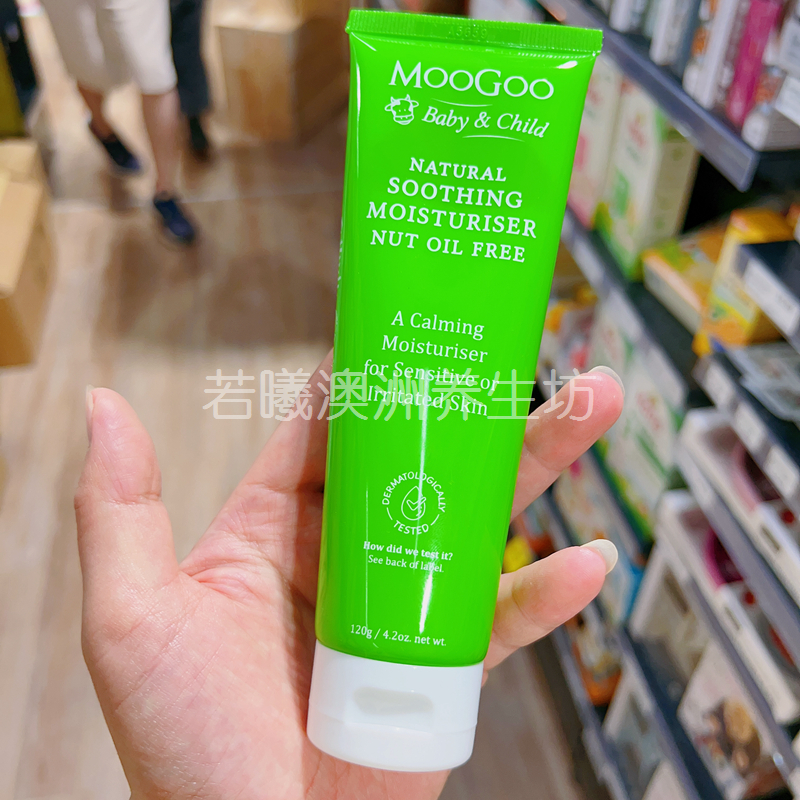 MOOGOO
Baby & Child
NATURAL
SOOTHING
MOISTURISER
NUT OIL FREE
A Calming
Moisturiser
for Sensitive or
Irritated Skin
若曦澳洲养生坊
DERMATOLOGICALLY
TESTED
How did we test it?
See back of label.
120g / 4.2oz. net wt.